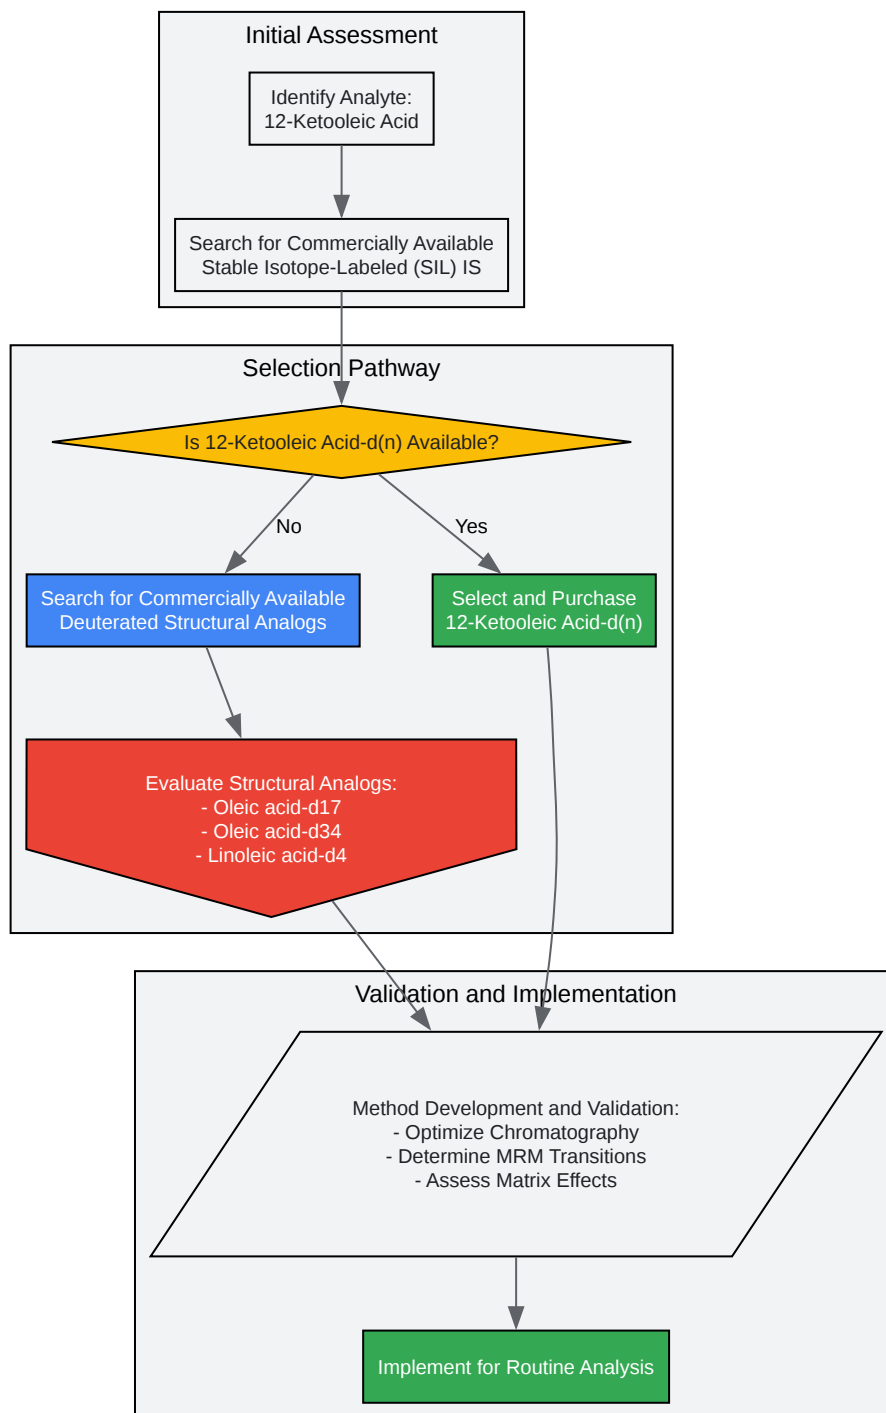 Initial Assessment
Identify Analyte:
12-Ketooleic Acid
Search for Commercially Available
Stable Isotope-Labeled (SIL) IS
Selection Pathway
Is 12-Ketooleic Acid-d(n) Available?
No
Yes
Search for Commercially Available
Deuterated Structural Analogs
Select and Purchase
12-Ketooleic Acid-d(n)
Evaluate Structural Analogs:
- Oleic acid-d17
- Oleic acid-d34
- Linoleic acid-d4
Validation and Implementation
Method Development and Validation:
- Optimize Chromatography
- Determine MRM Transitions
- Assess Matrix Effects
Implement for Routine Analysis